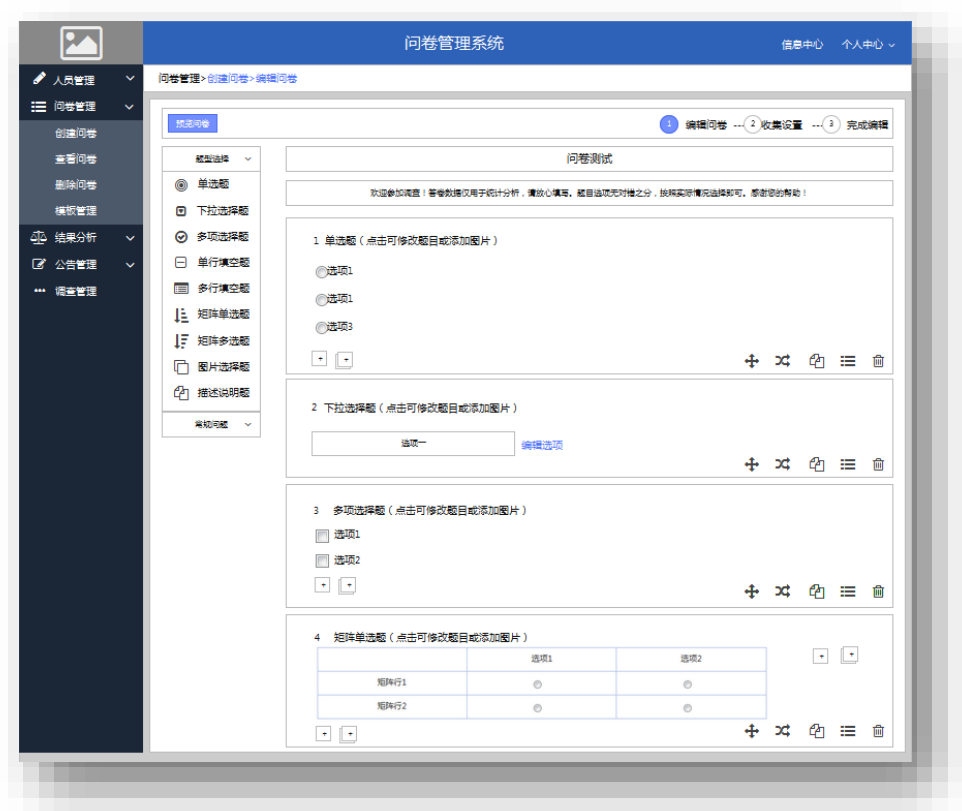 问卷管理系统
信息中心 个人中心
人员管理
问卷管理
创建问卷
查看问卷
删除问卷
模板管理
结果分析
公告管理
调查管理
问卷管理>创建问卷>编辑问卷
预览问卷
1 编辑问卷 ---2 收集设置 ---3 完成编辑
题型选择
单选题
下拉选择题
多项选择题
单行填空题
多行填空题
矩阵单选题
矩阵多选题
图片选择题
描述说明题
常规问题
问卷测试
欢迎参加调查！答卷数据仅用于统计分析，请放心填写。题目选项无对错之分，按照实际情况选择即可。感谢您的帮助！
1 单选题（点击可修改题目或添加图片）
选项1
选项1
选项3
2 下拉选择题（点击可修改题目或添加图片）
选项一 编辑选项
3 多项选择题（点击可修改题目或添加图片）
选项1
选项2
4 矩阵单选题（点击可修改题目或添加图片）
选项1 选项2
矩阵行1
矩阵行2